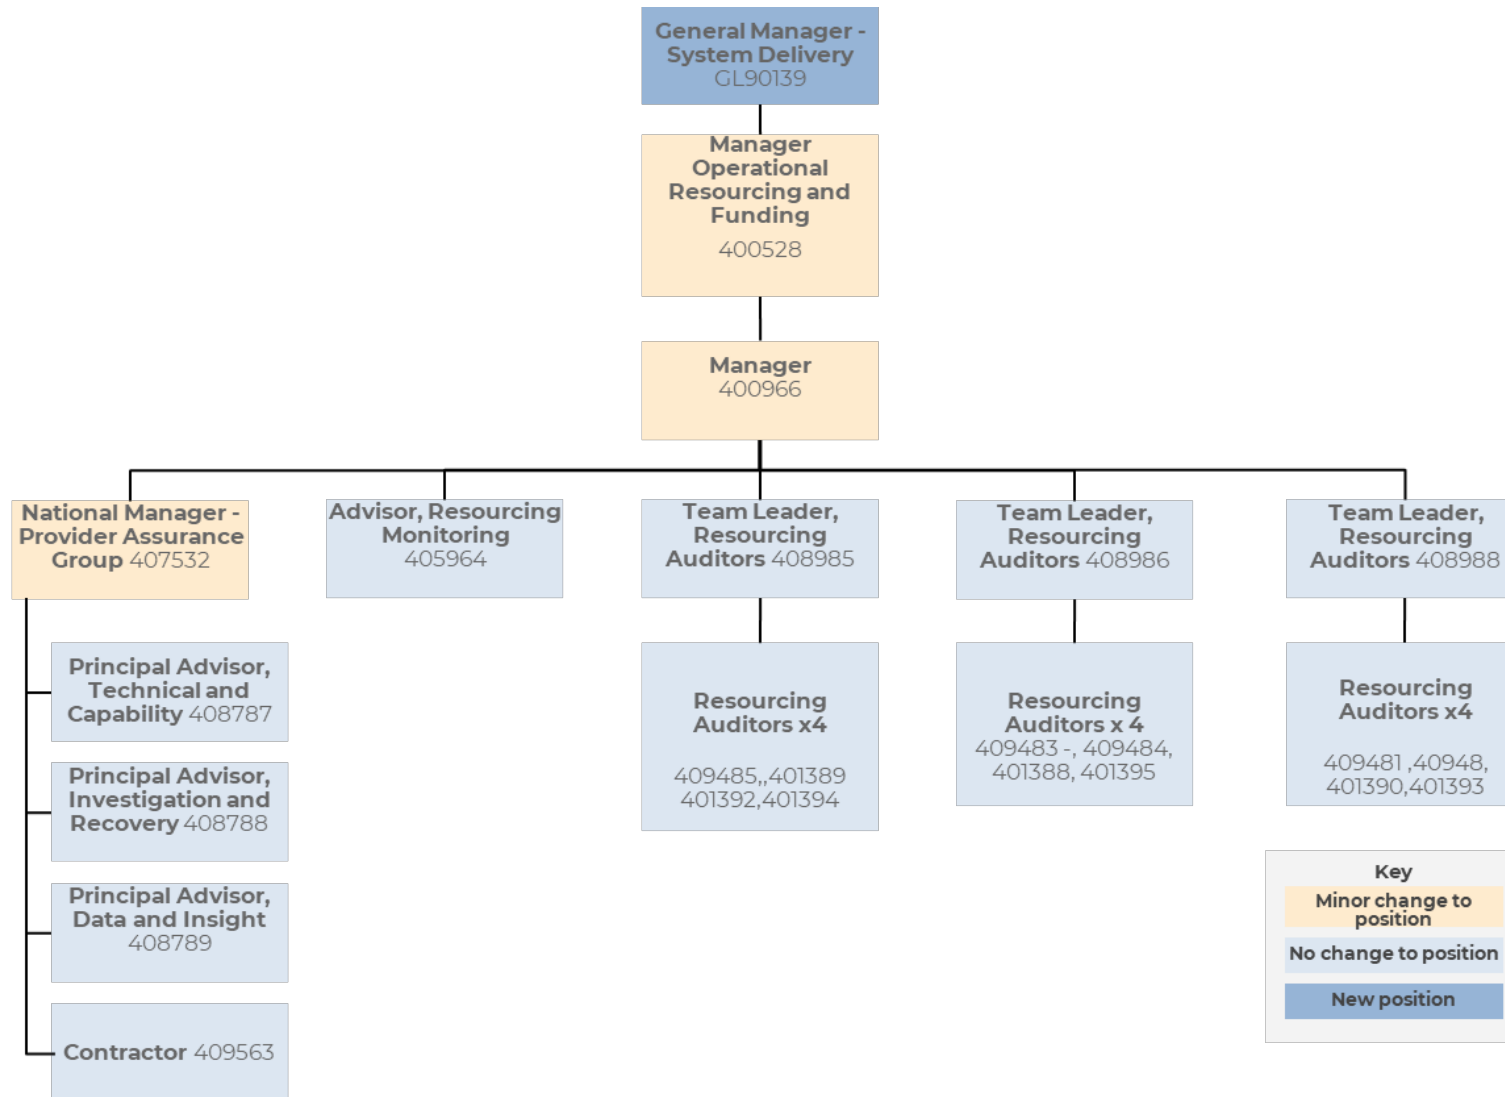 General Manager -
System Delivery
GL90139
Manager
Operational
Resourcing and
Funding
400528
Manager
400966
National Manager -
Provider Assurance
Group 407532
Advisor, Resourcing
Monitoring
405964
Team Leader,
Resourcing
Auditors 408985
Team Leader,
Resourcing
Auditors 408986
Team Leader,
Resourcing
Auditors 408988
Principal Advisor,
Technical and
Capability 408787
Principal Advisor,
Investigation and
Recovery 408788
Principal Advisor,
Data and Insight
408789
Contractor 409563
Resourcing
Auditors x4
409485,,401389
401392,401394
Resourcing
Auditors x 4
409483 -, 409484,
401388, 401395
Resourcing
Auditors x4
409481 ,40948,
401390,401393
Key
Minor change to
position
No change to position
New position